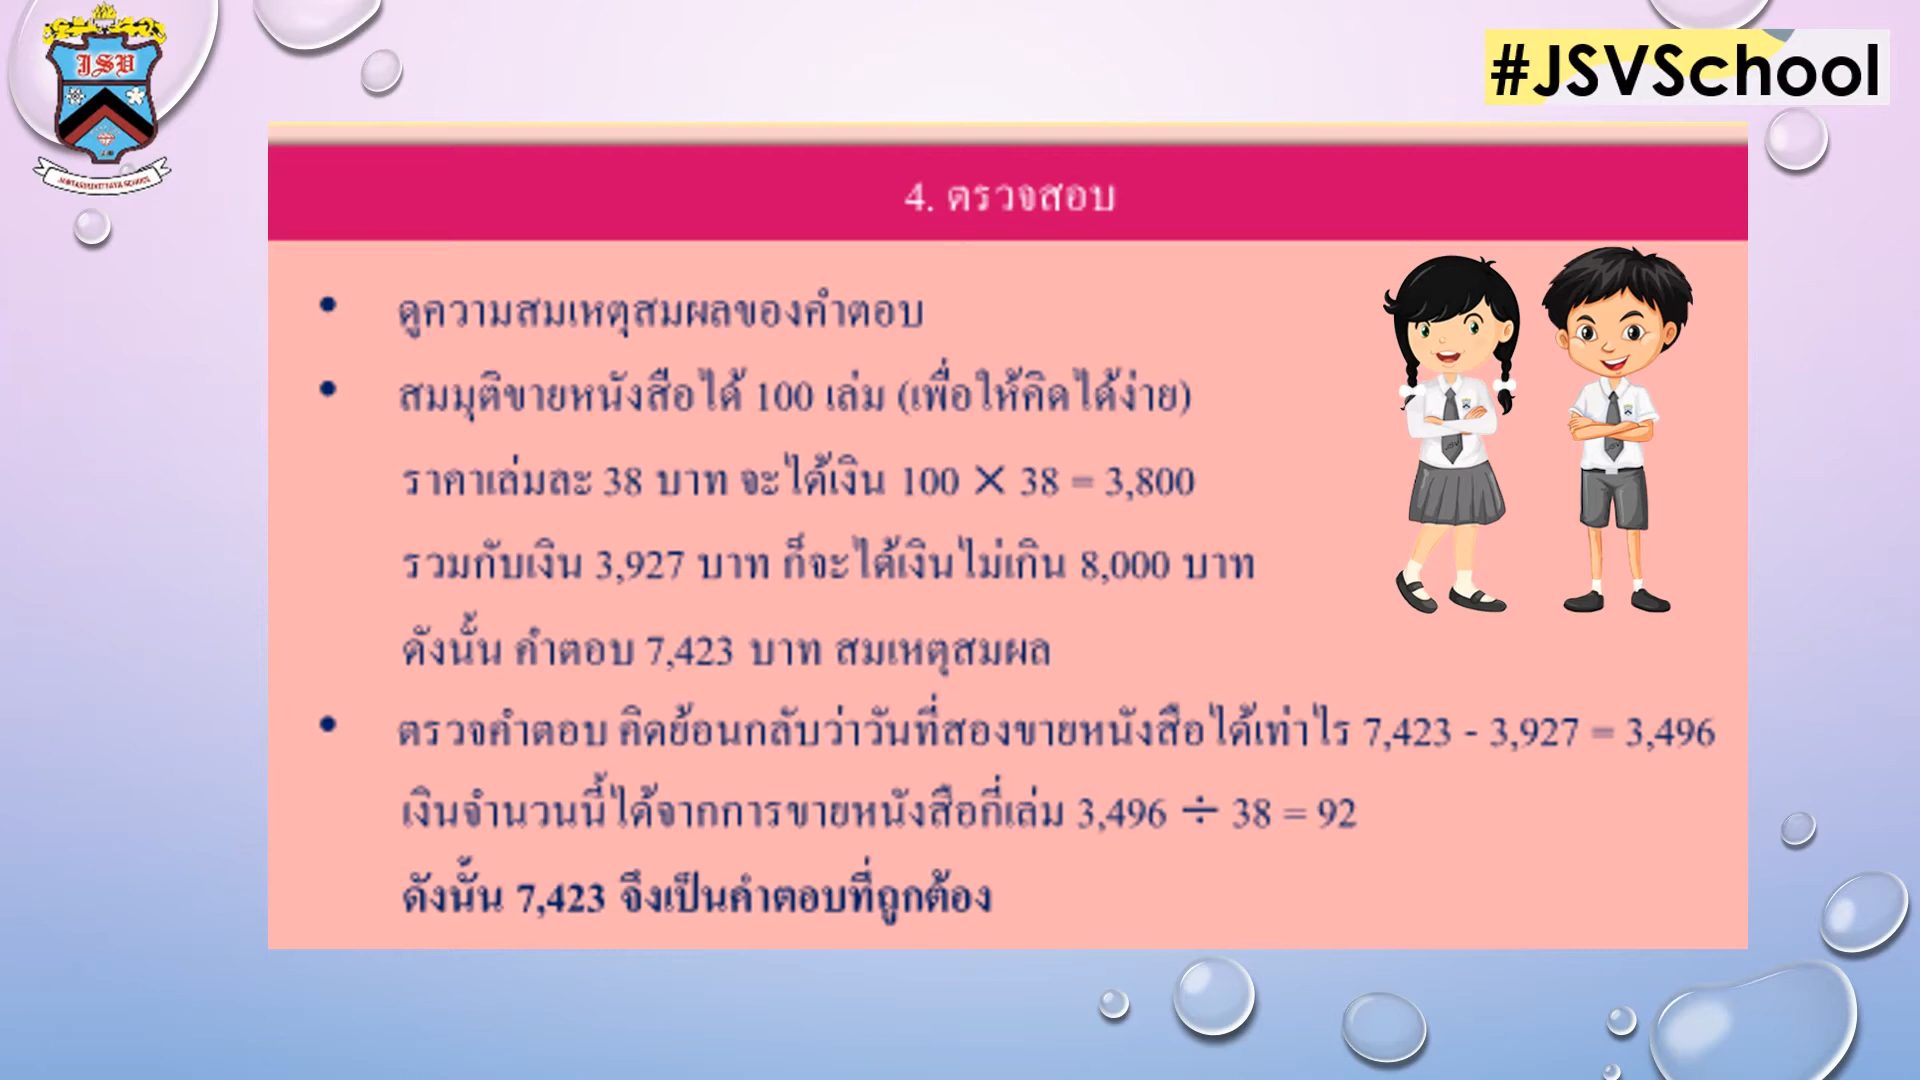 JSV
#JSVSchool
4. ตรวจสอบ
• ดูความสมเหตุสมผลของคำตอบ
• สมมุติขายหนังสือได้ 100 เล่ม (เพื่อให้คิดได้ง่าย)
ราคาเล่มละ 38 บาท จะได้เงิน 100 × 38 = 3,800
รวมกับเงิน 3,927 บาท ก็จะได้เงินไม่เกิน 8,000 บาท
ดังนั้น คำตอบ 7,423 บาท สมเหตุสมผล
• ตรวจคำตอบ คิดย้อนกลับว่าวันที่สองขายหนังสือได้เท่าไร 7,423 - 3,927 = 3,496
เงินจำนวนนี้ได้จากการขายหนังสือกี่เล่ม 3,496 ÷ 38 = 92
ดังนั้น 7,423 จึงเป็นคำตอบที่ถูกต้อง